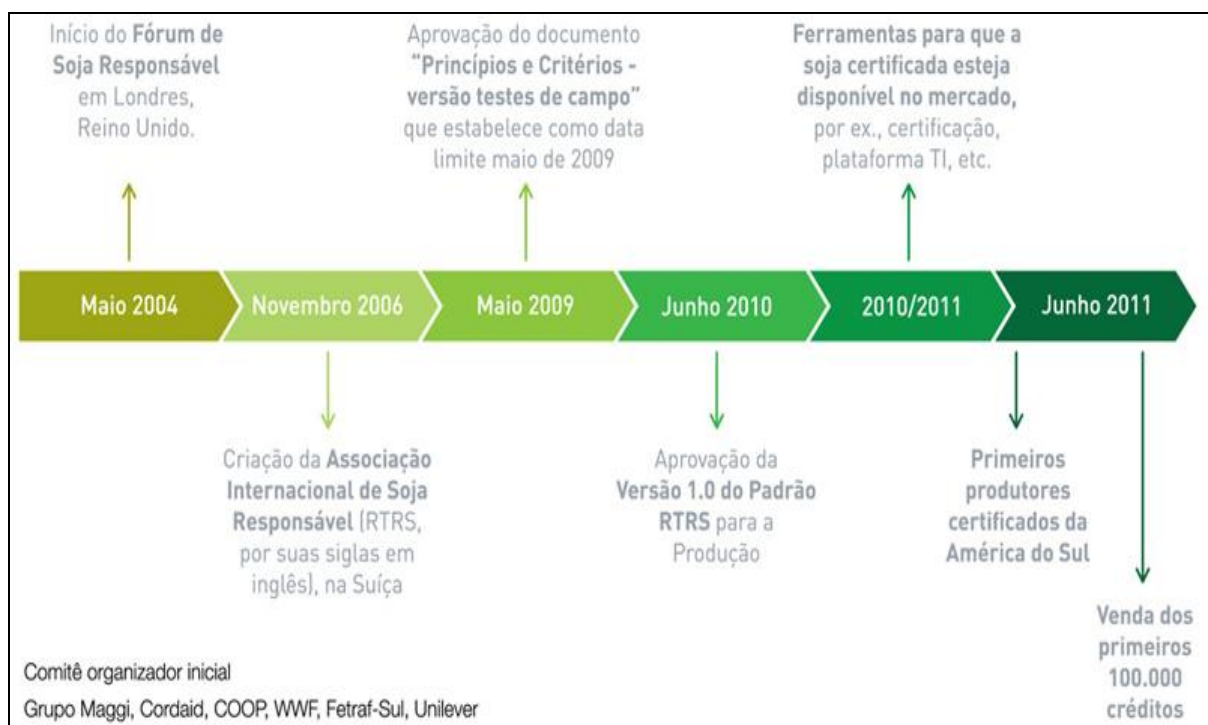 Início do Fórum de
Soja Responsável
em Londres,
Reino Unido.
Aprovação do documento
"Princípios e Critérios -
versão testes de campo"
que estabelece como data
limite maio de 2009
Ferramentas para que a
soja certificada esteja
disponível no mercado,
por ex., certificação,
plataforma TI, etc.
Maio 2004
Novembro 2006
Maio 2009
Junho 2010
2010/2011
Junho 2011
Criação da Associação
Internacional de Soja
Responsável (RTRS,
por suas siglas em
inglês), na Suíça
Aprovação da
Versão 1.0 do Padrão
RTRS para a
Produção
Primeiros
produtores
certificados da
América do Sul
Venda dos
primeiros
100.000
créditos
Comitê organizador inicial
Grupo Maggi, Cordaid, COOP, WWF, Fetraf-Sul, Unilever